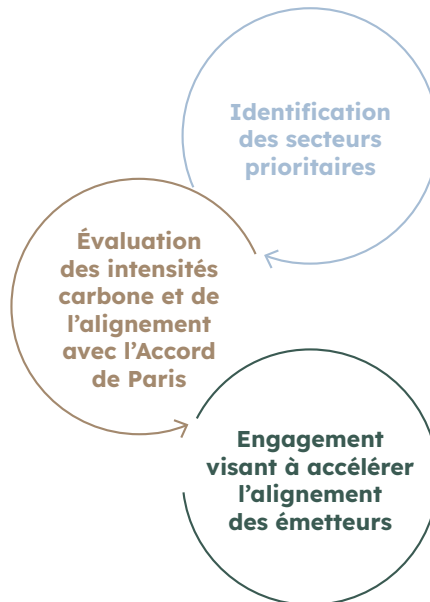 Identification
des secteurs
prioritaires
Évaluation
des intensités
carbone et de
l’alignement
avec l’Accord
de Paris
Engagement
visant à accélérer
l’alignement
des émetteurs